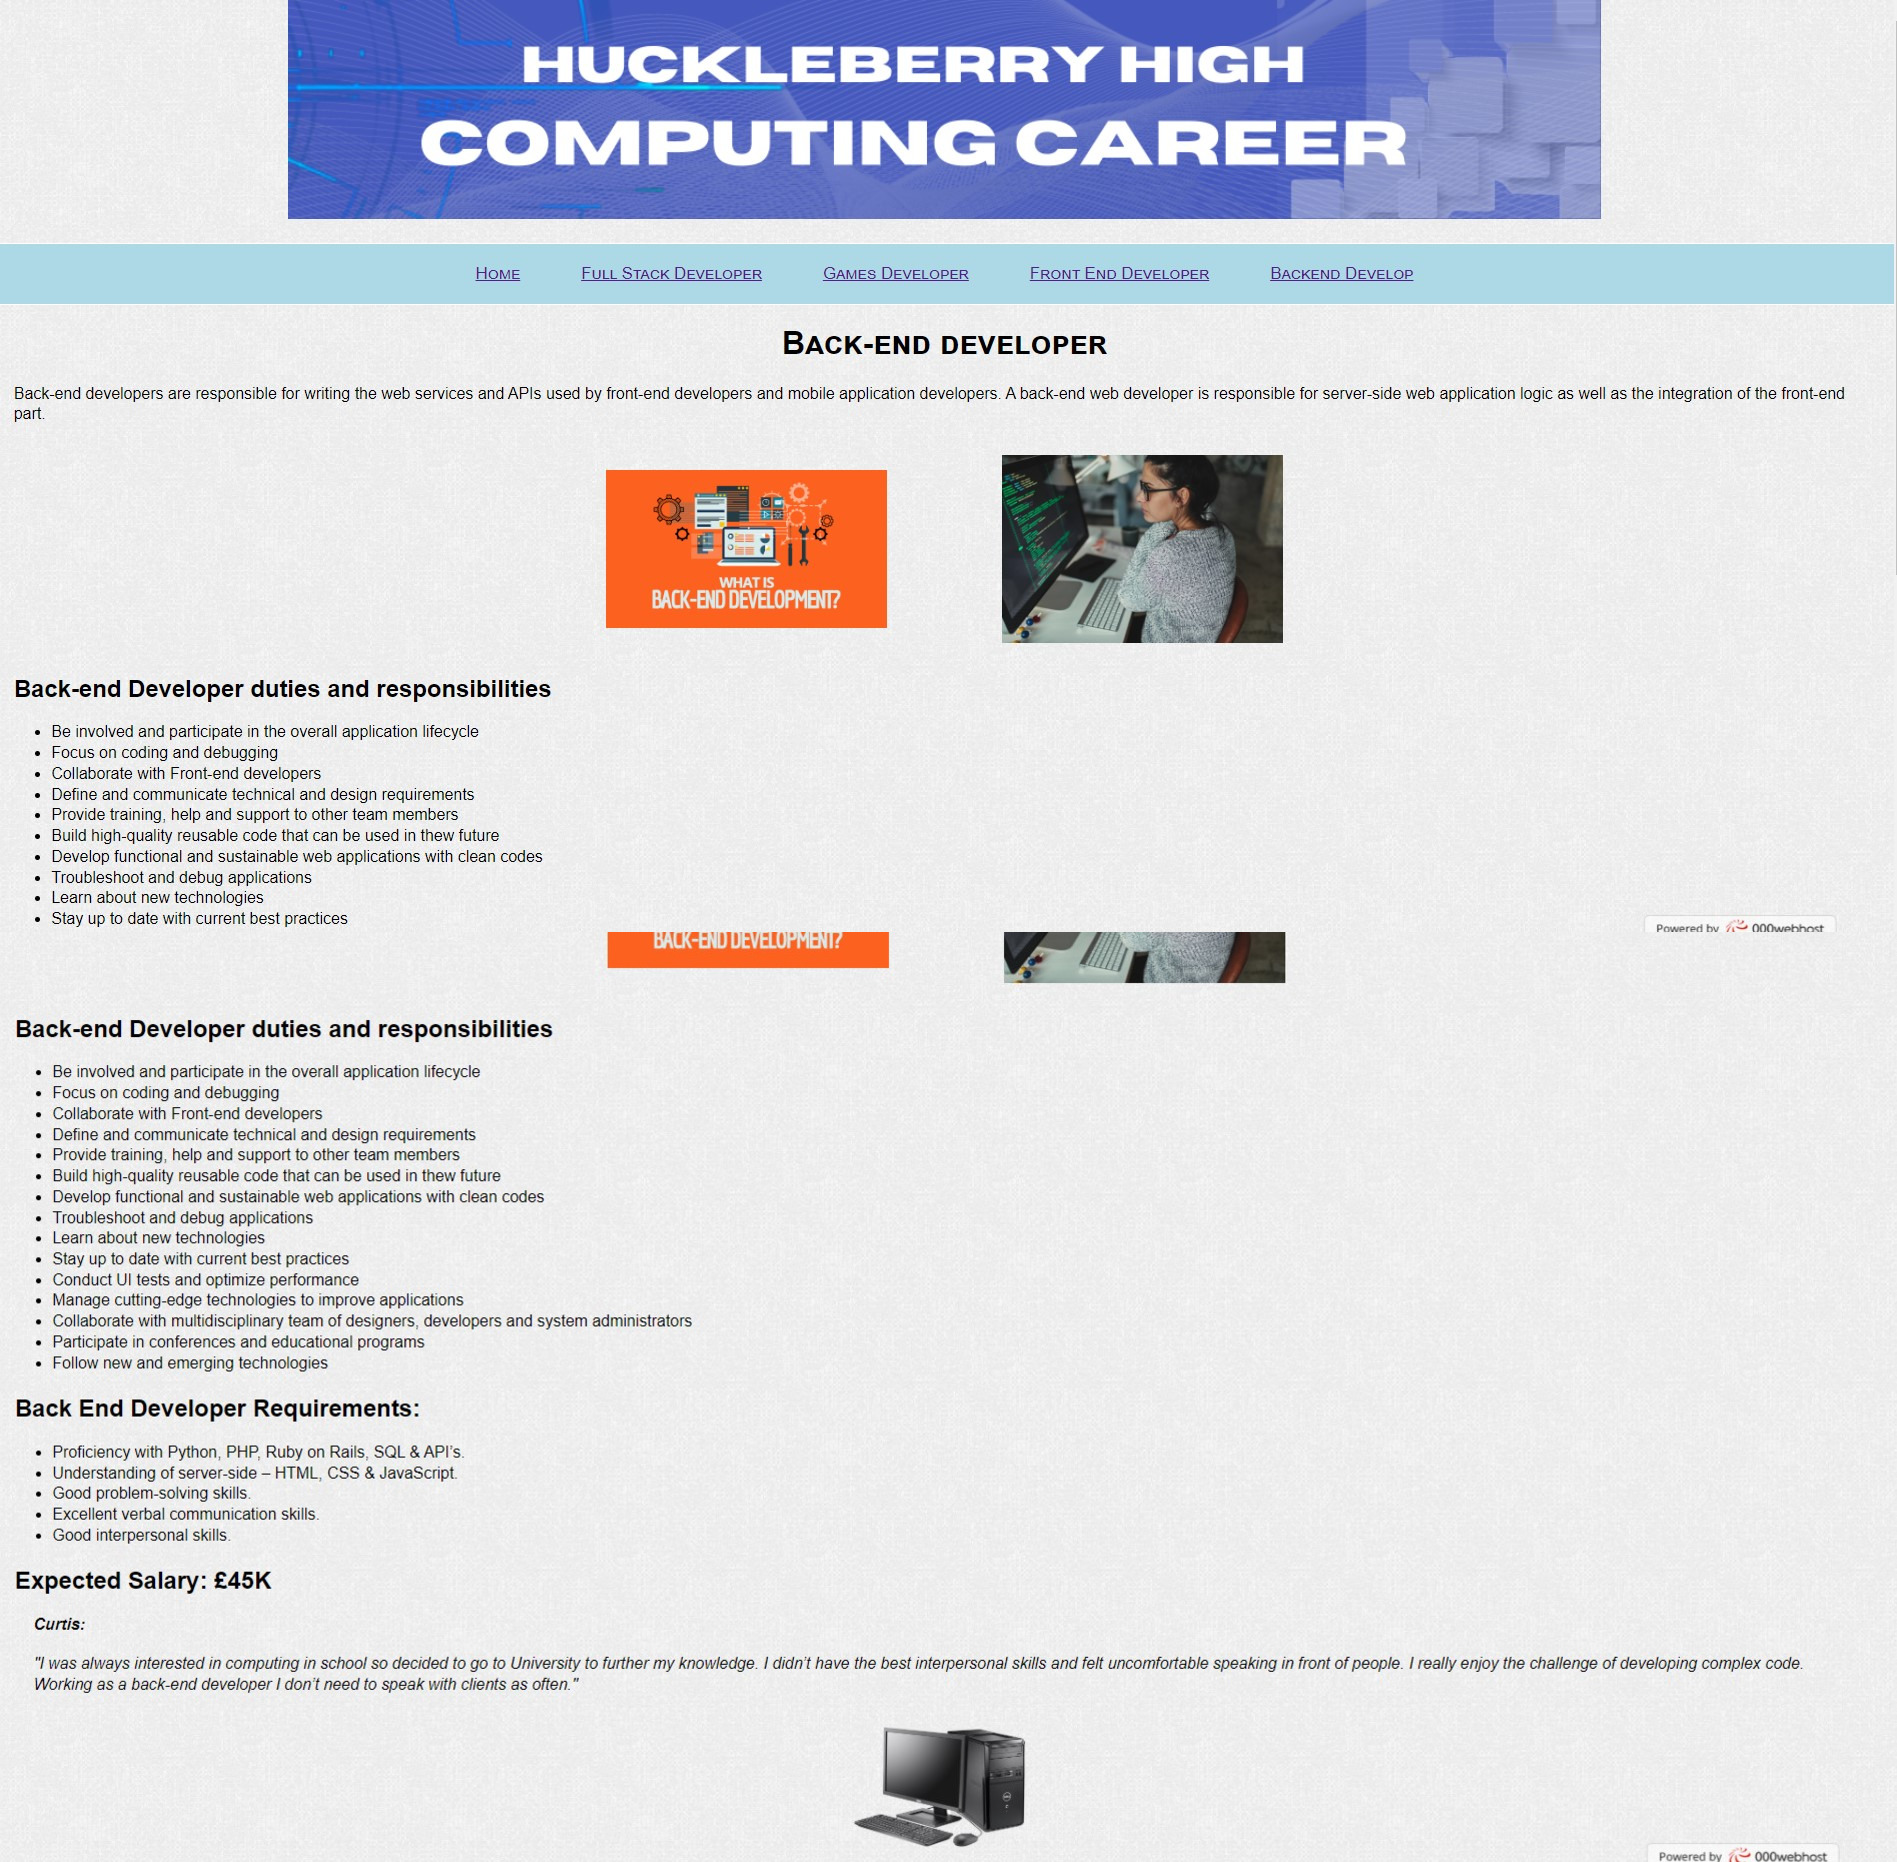 HUCKLEBERRY HIGH
COMPUTING CAREER
Home Full Stack Developer Games Developer Front End Developer Backend Develop
Back-end developer
Back-end developers are responsible for writing the web services and APIs used by front-end developers and mobile application developers. A back-end web developer is responsible for server-side web application logic as well as the integration of the front-end
part.
WHAT IS
BACK-END DEVELOPMENT?
Back-end Developer duties and responsibilities
• Be involved and participate in the overall application lifecycle
• Focus on coding and debugging
• Collaborate with Front-end developers
• Define and communicate technical and design requirements
• Provide training, help and support to other team members
• Build high-quality reusable code that can be used in thew future
• Develop functional and sustainable web applications with clean codes
• Troubleshoot and debug applications
• Learn about new technologies
• Stay up to date with current best practices
Powered by 000webhost
BACK-END DEVELOPMENT?
Back-end Developer duties and responsibilities
• Be involved and participate in the overall application lifecycle
• Focus on coding and debugging
• Collaborate with Front-end developers
• Define and communicate technical and design requirements
• Provide training, help and support to other team members
• Build high-quality reusable code that can be used in thew future
• Develop functional and sustainable web applications with clean codes
• Troubleshoot and debug applications
• Learn about new technologies
• Stay up to date with current best practices
• Conduct UI tests and optimize performance
• Manage cutting-edge technologies to improve applications
• Collaborate with multidisciplinary team of designers, developers and system administrators
• Participate in conferences and educational programs
• Follow new and emerging technologies
Back End Developer Requirements:
• Proficiency with Python, PHP, Ruby on Rails, SQL & API’s.
• Understanding of server-side – HTML, CSS & JavaScript.
• Good problem-solving skills.
• Excellent verbal communication skills.
• Good interpersonal skills.
Expected Salary: £45K
Curtis:
"I was always interested in computing in school so decided to go to University to further my knowledge. I didn’t have the best interpersonal skills and felt uncomfortable speaking in front of people. I really enjoy the challenge of developing complex code.
Working as a back-end developer I don’t need to speak with clients as often."
Powered by 000webhost